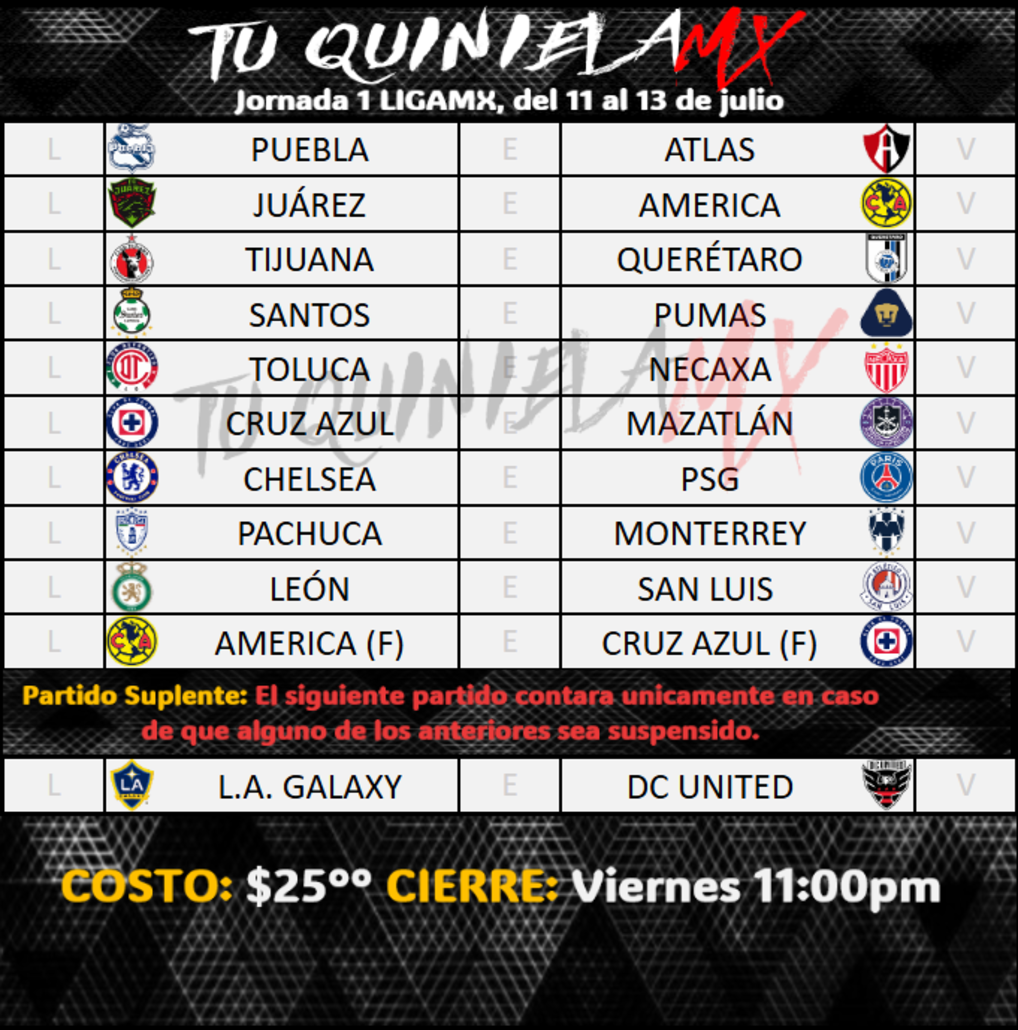 TU QUINIELAMX
Jornada 1 LIGAMX, del 11 al 13 de julio
L PUEBLA E ATLAS V
L JUÁREZ E AMERICA V
L TIJUANA E QUERÉTARO V
L SANTOS E PUMAS V
L TOLUCA E NECAXA V
L CRUZ AZUL E MAZATLÁN V
L CHELSEA E PSG V
L PACHUCA E MONTERREY V
L LEÓN E SAN LUIS V
L AMERICA (F) E CRUZ AZUL (F) V
TU QUINIELAMX
Partido Suplente: El siguiente partido contara unicamente en caso
de que alguno de los anteriores sea suspendido.
L L.A. GALAXY E DC UNITED V
COSTO: $25°° CIERRE: Viernes 11:00pm